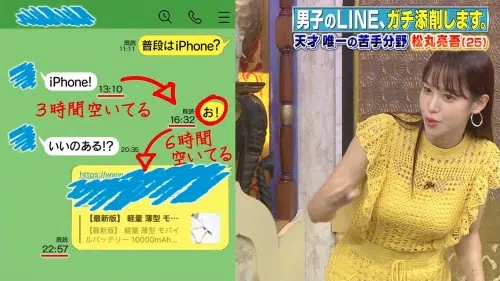 男子のLINE、ガチ添削します。
天才 唯一の苦手分野 松丸亮吾(25)
普段はiPhone?
既読
11:11
iPhone!
13:10
3時間空いてる
お!
既読
16:32
いいのある!?
20:35
6時間
空いてる
https://www.
【最新版】 軽量 薄型 モ…
【最新版】 軽量 薄型 モバ
イルバッテリー 10000mAh…
既読
22:57